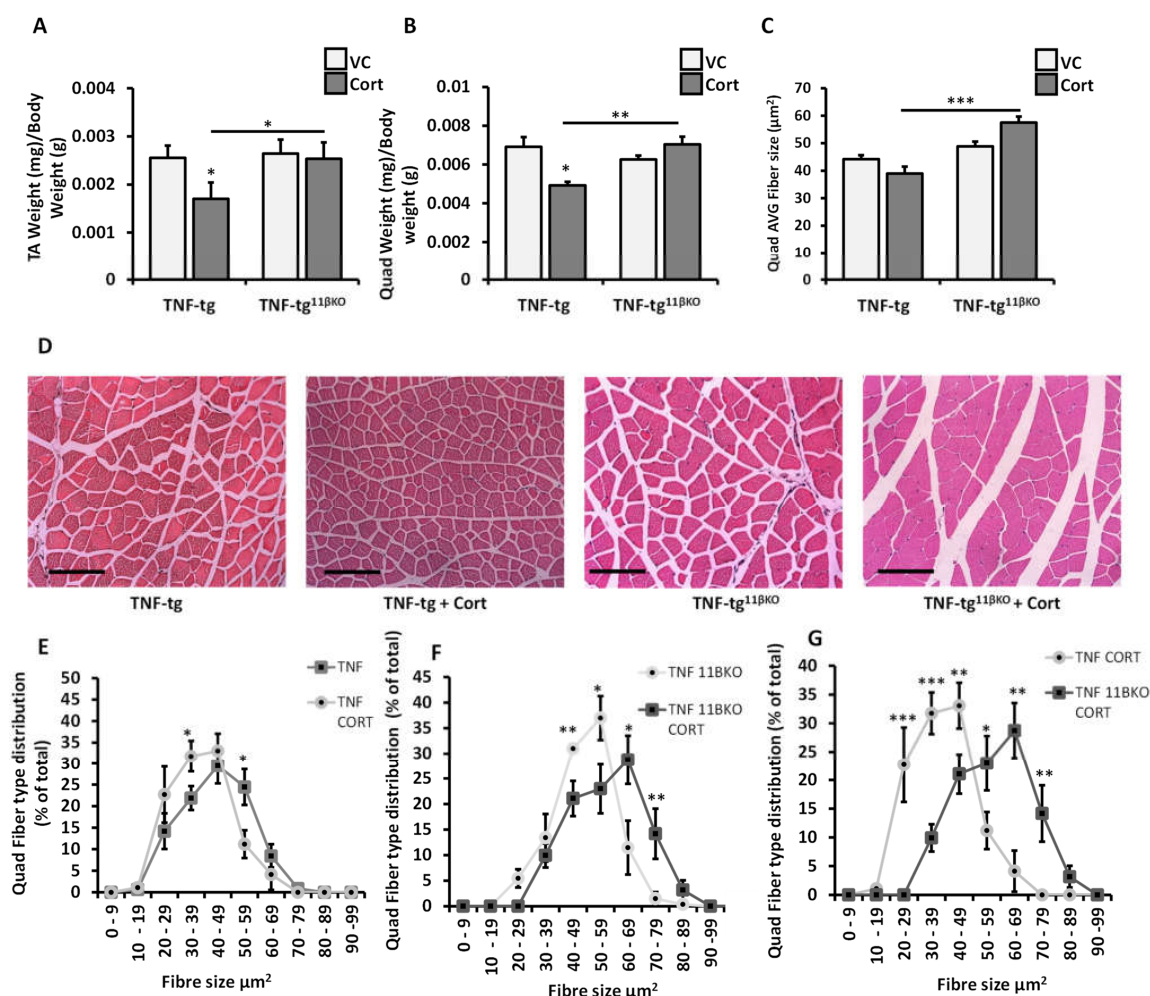 A
VC
Cort
TA Weight (mg)/Body
Weight (g)
0.004
0.003
0.002
0.001
0
*
*
TNF-tg
TNF-tg11βKO
B
VC
Cort
Quad Weight (mg)/Body
weight (g)
0.01
0.008
0.006
0.004
0.002
0
*
**
TNF-tg
TNF-tg11βKO
C
VC
Cort
Quad AVG Fiber size (µm²)
70
60
50
40
30
20
10
0
***
TNF-tg
TNF-tg11βKO
D
TNF-tg
TNF-tg + Cort
TNF-tg11βKO
TNF-tg11βKO + Cort
E
TNF
TNF
CORT
Quad Fiber type distribution
(% of total)
50
45
40
35
30
25
20
15
10
5
0
*
*
0 - 9
10 - 19
20 - 29
30 - 39
40 - 49
50 - 59
60 - 69
70 - 79
80 - 89
90 -99
Fibre size µm²
F
TNF 11BKO
TNF 11BKO
CORT
Quad Fiber type distribution (% of total)
45
40
35
30
25
20
15
10
5
0
**
*
*
**
0 - 9
10 - 19
20 - 29
30 - 39
40 - 49
50 - 59
60 - 69
70 - 79
80 - 89
90 -99
Fibre size µm²
G
TNF CORT
TNF 11BKO
CORT
Quad Fiber type distribution (% of total)
40
35
30
25
20
15
10
5
0
***
***
**
*
**
**
0 - 9
10 - 19
20 - 29
30 - 39
40 - 49
50 - 59
60 - 69
70 - 79
80 - 89
90 -99
Fibre size µm²